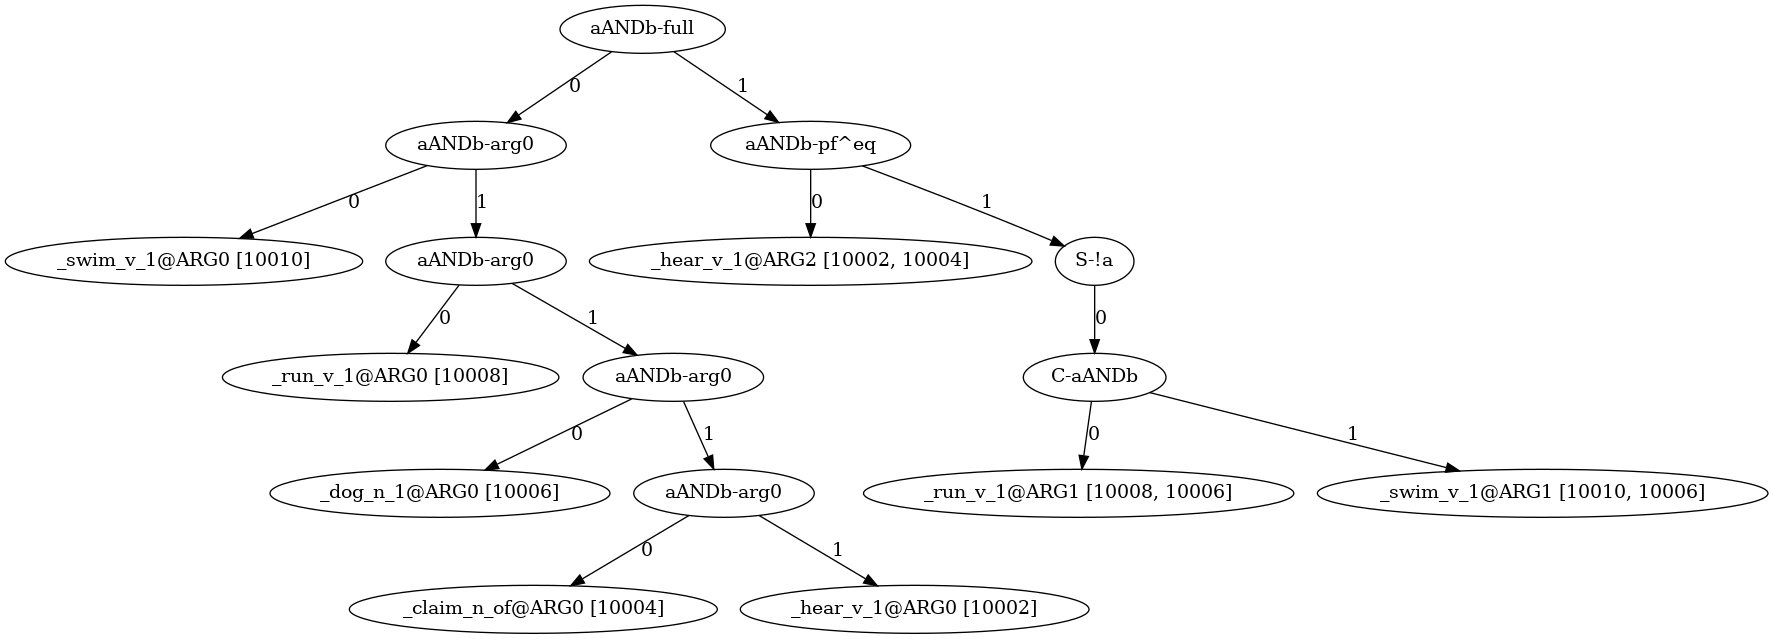 aANDb-full
0
1
aANDb-arg0
aANDb-pf^eq
0
1
0
1
_swim_v_1@ARG0 [10010]
aANDb-arg0
_hear_v_1@ARG2 [10002, 10004]
S-!a
0
1
0
_run_v_1@ARG0 [10008]
aANDb-arg0
C-aANDb
0
1
0
1
_dog_n_1@ARG0 [10006]
aANDb-arg0
_run_v_1@ARG1 [10008, 10006]
_swim_v_1@ARG1 [10010, 10006]
0
1
_claim_n_of@ARG0 [10004]
_hear_v_1@ARG0 [10002]